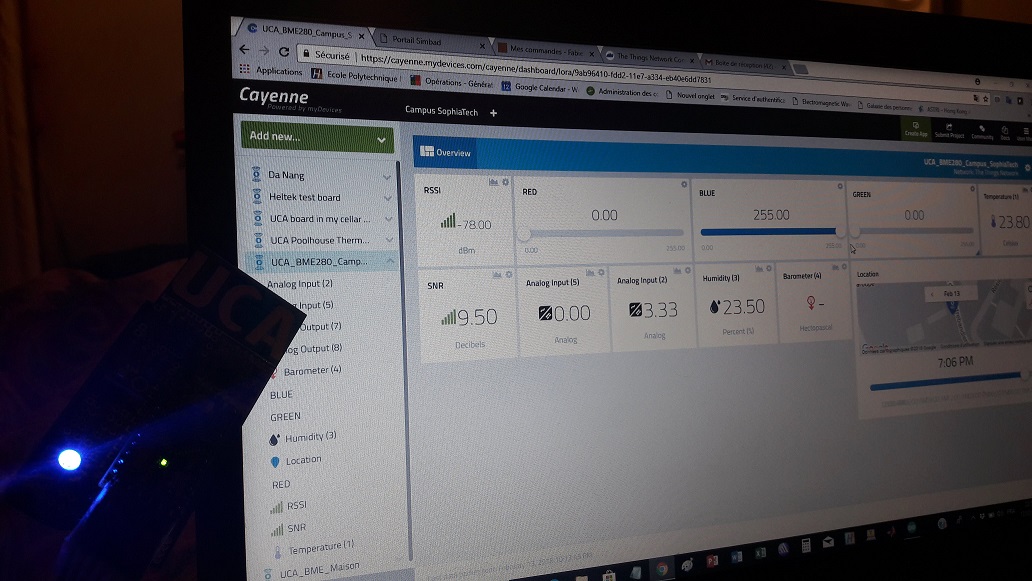 UCA_BME280_Campus_S
Portail Simbad
Mes commandes - Fabie
The Things Network Co
Boîte de réception (42)
Sécurisé
https://cayenne.mydevices.com/cayenne/dashboard/lora/9ab96410-fdd2-11e7-a334-eb40e6dd7831
Applications
Ecole Polytechnique
Opérations - Général
Google Calendar - W
Administration des c
Nouvel onglet
Service d'authentific
Electromagnetic Wa
Galaxie des personne
Cayenne
Powered by myDevices
Campus SophiaTech
+
Create App
Submit Project
Community
Add new...
Overview
UCA_BME280_Campus_SophiaTech
Network: The Things Network
Da Nang
Heltek test board
UCA board in my cellar ...
UCA Poolhouse Therm...
UCA_BME280_Camp...
Analog Input (2)
Input (5)
Output (7)
og Output (8)
Barometer (4)
BLUE
GREEN
Humidity (3)
Location
RED
RSSI
SNR
Temperature (1)
UCA_BME_Maison
RSSI
-78.00
dBm
RED
0.00
0.00
255.00
BLUE
255.00
0.00
255.00
GREEN
0.00
0.00
Temperature (1)
23.80
Celsius
SNR
9.50
Decibels
Analog Input (5)
0.00
Analog
Analog Input (2)
3.33
Analog
Humidity (3)
23.50
Percent (%)
Barometer (4)
-
Hectopascal
Location
Feb 13
7:06 PM
UCA